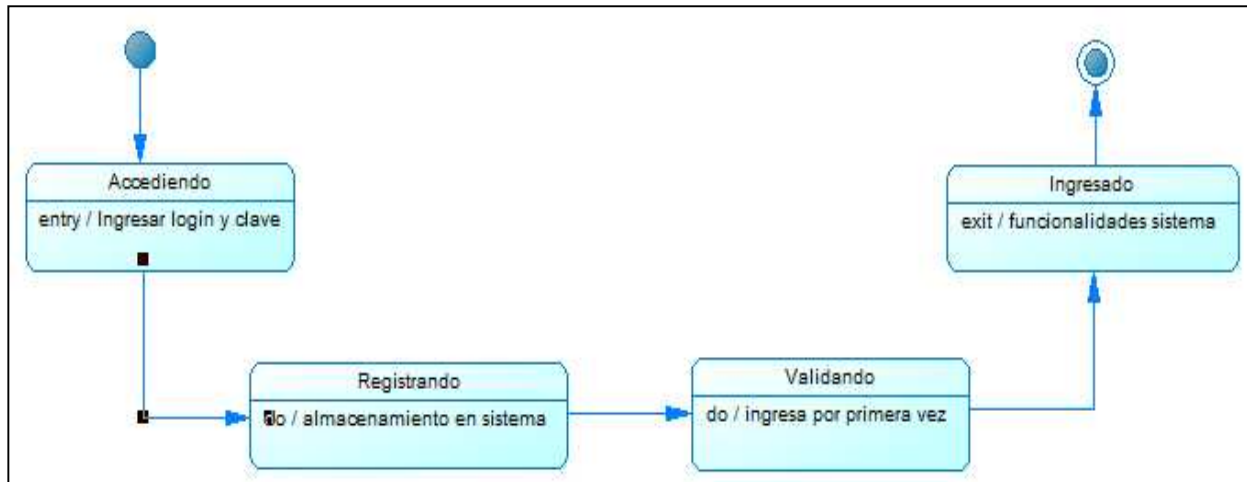 Accediendo
entry / Ingresar login y clave
Registrando
do / almacenamiento en sistema
Validando
do / ingresa por primera vez
Ingresado
exit / funcionalidades sistema